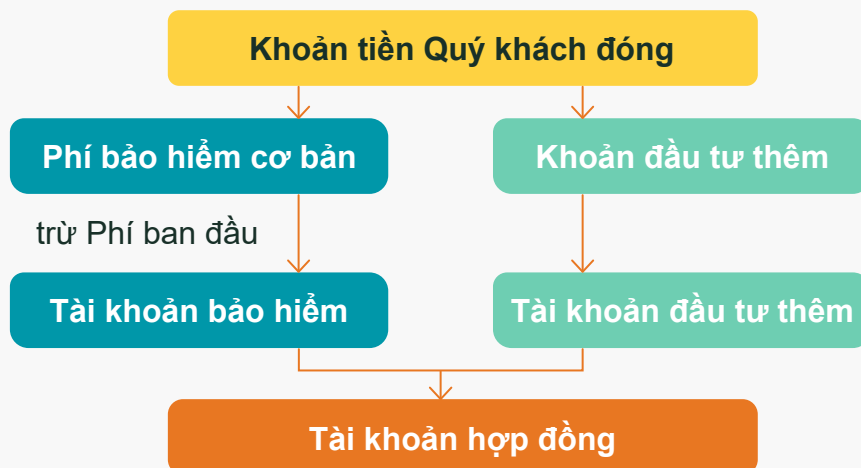 Khoản tiền Quý khách đóng
Phí bảo hiểm cơ bản
Khoản đầu tư thêm
trừ Phí ban đầu
Tài khoản bảo hiểm
Tài khoản đầu tư thêm
Tài khoản hợp đồng